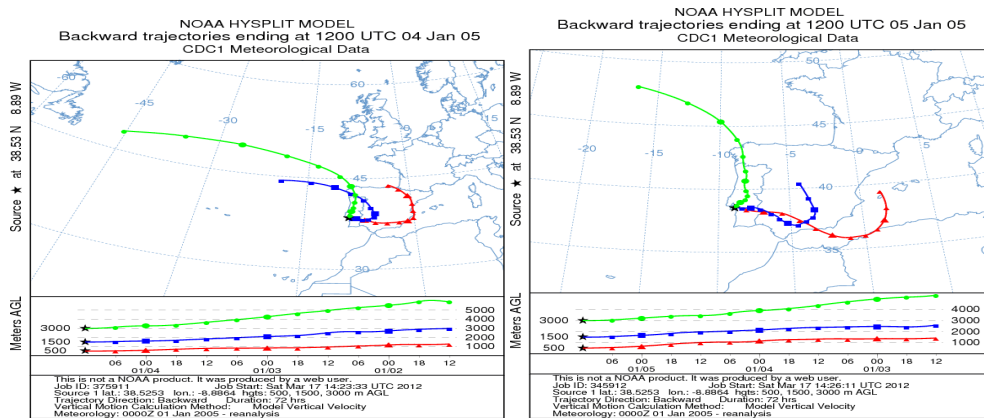 NOAA HYSPLIT MODEL
Backward trajectories ending at 1200 UTC 04 Jan 05
CDC1 Meteorological Data
Source ★ at 38.53 N 8.89 W
-60
-45
-30
-15
60
45
30
Meters AGL
3000
1500
500
5000
4000
3000
2000
1000
06 00 18 12 06 00 18 12 06 00 18 12
01/04 01/03 01/02
This is not a NOAA product. It was produced by a web user.
Job ID: 375911 Job Start: Sat Mar 17 14:23:33 UTC 2012
Source 1 lat.: 38.5253 lon.: -8.8864 hgts: 500, 1500, 3000 m AGL
Trajectory Direction: Backward Duration: 72 hrs
Vertical Motion Calculation Method: Model Vertical Velocity
Meteorology: 0000Z 01 Jan 2005 - reanalysis
NOAA HYSPLIT MODEL
Backward trajectories ending at 1200 UTC 05 Jan 05
CDC1 Meteorological Data
Source ★ at 38.53 N 8.89 W
-20
-15
-10
-5
5
50
45
40
35
Meters AGL
3000
1500
500
4000
3000
2000
1000
06 00 18 12 06 00 18 12 06 00 18 12
01/05 01/04 01/03
This is not a NOAA product. It was produced by a web user.
Job ID: 345912 Job Start: Sat Mar 17 14:26:11 UTC 2012
Source 1 lat.: 38.5253 lon.: -8.8864 hgts: 500, 1500, 3000 m AGL
Trajectory Direction: Backward Duration: 72 hrs
Vertical Motion Calculation Method: Model Vertical Velocity
Meteorology: 0000Z 01 Jan 2005 - reanalysis